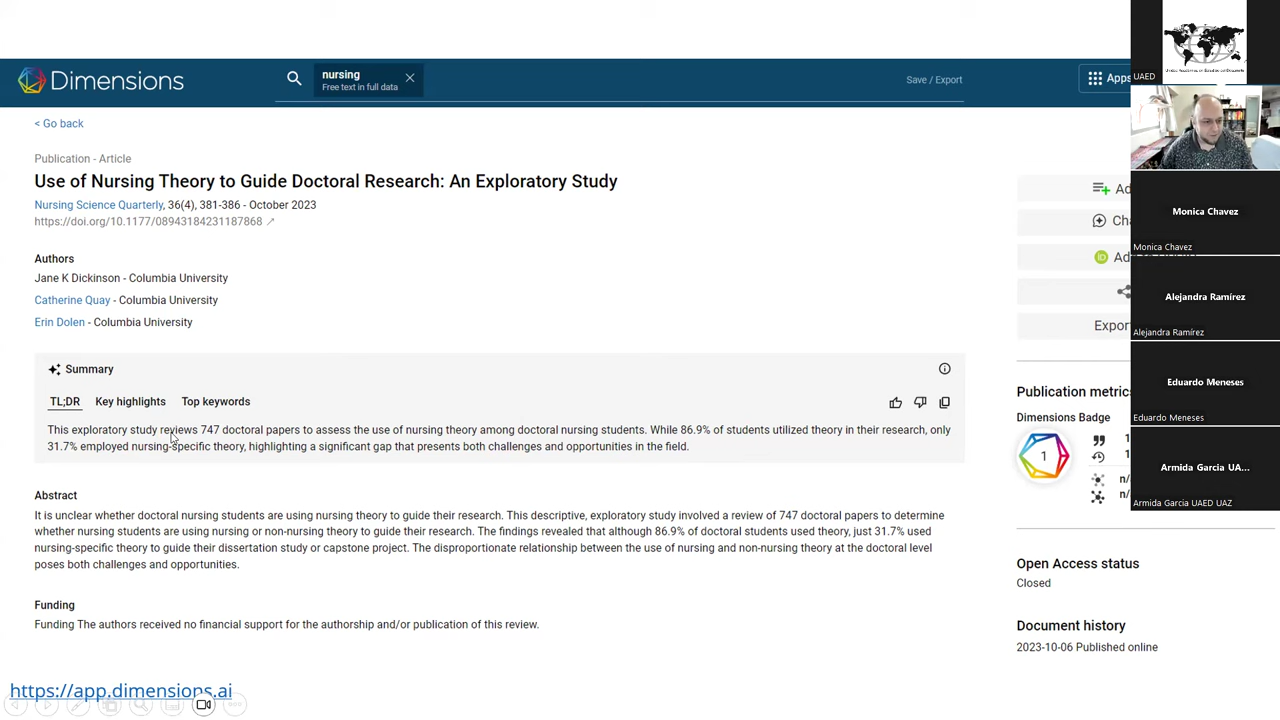 Dimensions
nursing
Free text in full data
Save / Export
Apps
UAED
< Go back
Publication - Article
Use of Nursing Theory to Guide Doctoral Research: An Exploratory Study
Nursing Science Quarterly, 36(4), 381-386 - October 2023
https://doi.org/10.1177/08943184231187868
Authors
Jane K Dickinson - Columbia University
Catherine Quay - Columbia University
Erin Dolen - Columbia University
Summary
TL;DR Key highlights Top keywords
This exploratory study reviews 747 doctoral papers to assess the use of nursing theory among doctoral nursing students. While 86.9% of students utilized theory in their research, only
31.7% employed nursing-specific theory, highlighting a significant gap that presents both challenges and opportunities in the field.
Abstract
It is unclear whether doctoral nursing students are using nursing theory to guide their research. This descriptive, exploratory study involved a review of 747 doctoral papers to determine
whether nursing students are using nursing or non-nursing theory to guide their research. The findings revealed that although 86.9% of doctoral students used theory, just 31.7% used
nursing-specific theory to guide their dissertation study or capstone project. The disproportionate relationship between the use of nursing and non-nursing theory at the doctoral level
poses both challenges and opportunities.
Funding
Funding The authors received no financial support for the authorship and/or publication of this review.
https://app.dimensions.ai
Export
Publication metrics
Dimensions Badge
1
1
1
n/
n/
Open Access status
Closed
Document history
2023-10-06 Published online
Monica Chavez
Monica Chavez
Alejandra Ramírez
Alejandra Ramírez
Eduardo Meneses
Eduardo Meneses
Armida Garcia UA...
Armida Garcia UAED UAZ